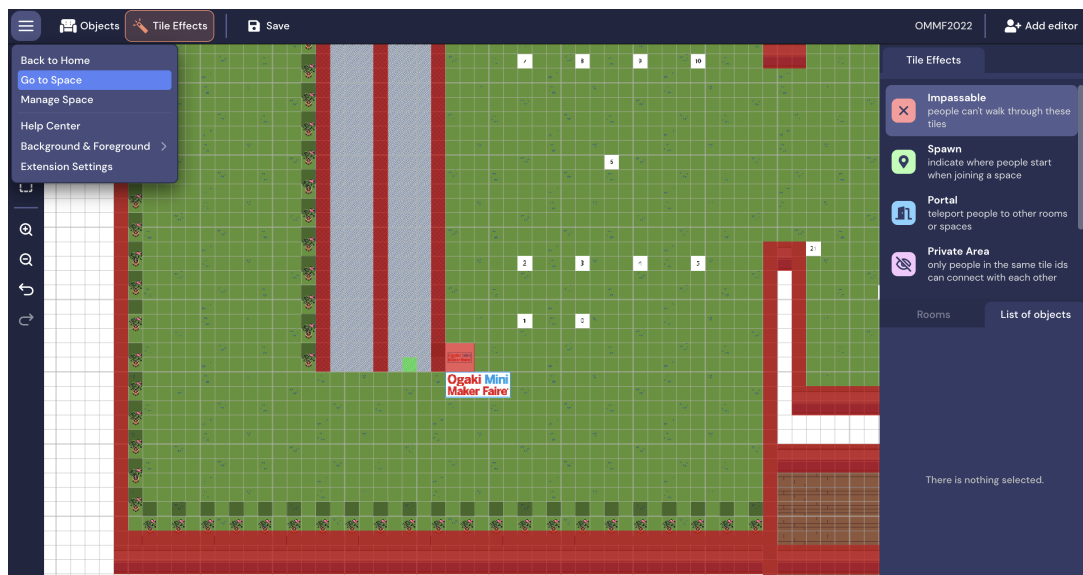 Objects
Tile Effects
Save
OMMF2022
Add editor
Back to Home
Go to Space
Manage Space
Help Center
Background & Foreground
Extension Settings
Tile Effects
Impassable
people can't walk through these
tiles
Spawn
indicate where people start
when joining a space
Portal
teleport people to other rooms
or spaces
Private Area
only people in the same tile ids
can connect with each other
Rooms
List of objects
There is nothing selected.
7
8
9
10
6
21
2
3
4
5
1
Ogaki Mini
Maker Faire